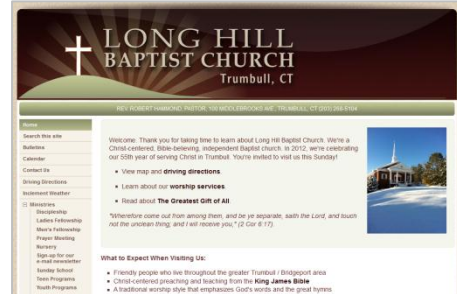 LONG HILL
BAPTIST CHURCH
Trumbull, CT
REV. ROBERT HAMMOND, PASTOR, 106 MIDDLEBROOKS AVE., TRUMBULL, CT (203)
Home
Search this site
Bulletins
Calendar
Contact Us
Driving Directions
Inclement Weather
Ministries
Discipleship
Ladies Fellowship
Men's Fellowship
Prayer Meeting
Nursery
Sign-up for our
e-mail newsletter
Sunday School
Teen Programs
Youth Programs
Welcome. Thank you for taking time to learn about Long Hill Baptist Church. We're a
Christ-centered, Bible-believing, independent Baptist church. In 2012, we're celebrating
our 55th year of serving Christ in Trumbull. You're invited to visit us this Sunday!
View map and driving directions.
Learn about our worship services.
Read about The Greatest Gift of All.
"Wherefore come out from among them, and be ye separate, saith the Lord, and touch
not the unclean thing; and I will receive you," (2 Cor 6:17).
What to Expect When Visiting Us:
Friendly people who live throughout the greater Trumbull / Bridgeport area
Christ-centered preaching and teaching from the King James Bible
A traditional worship style that emphasizes God's words and the great hymns